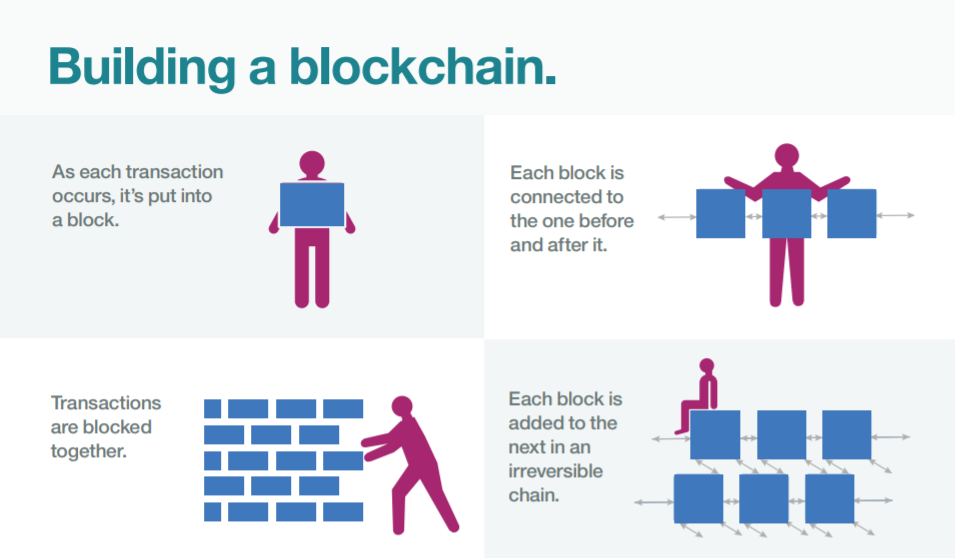 Building a blockchain.
As each transaction
occurs, it's put into
a block.
Each block is
connected to
the one before
and after it.
Transactions
are blocked
together.
Each block is
added to the
next in an
irreversible
chain.